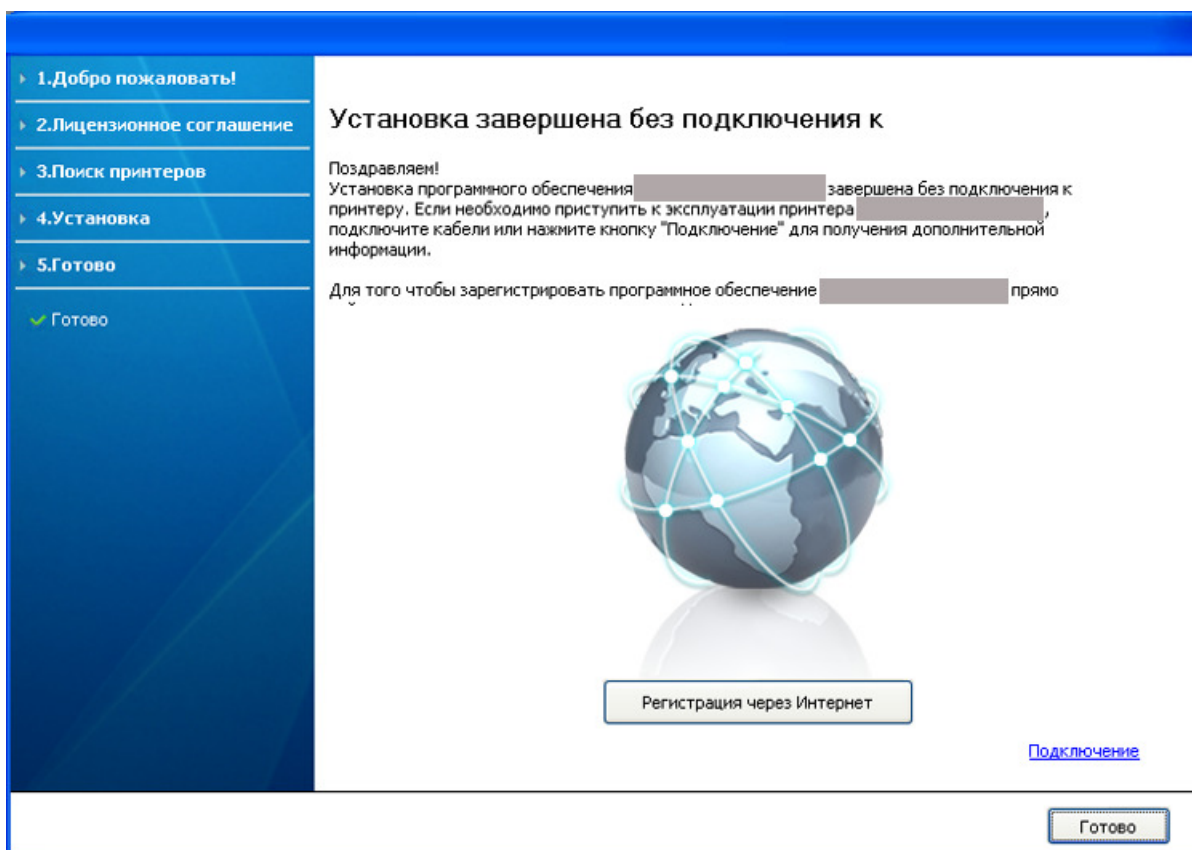 1.Добро пожаловать!
2.Лицензионное соглашение
3.Поиск принтеров
4.Установка
5.Готово
Готово
Установка завершена без подключения к
Поздравляем!
Установка программного обеспечения завершена без подключения к
принтеру. Если необходимо приступить к эксплуатации принтера ,
подключите кабели или нажмите кнопку "Подключение" для получения дополнительной
информации.
Для того чтобы зарегистрировать программное обеспечение прямо
Регистрация через Интернет
Подключение
Готово